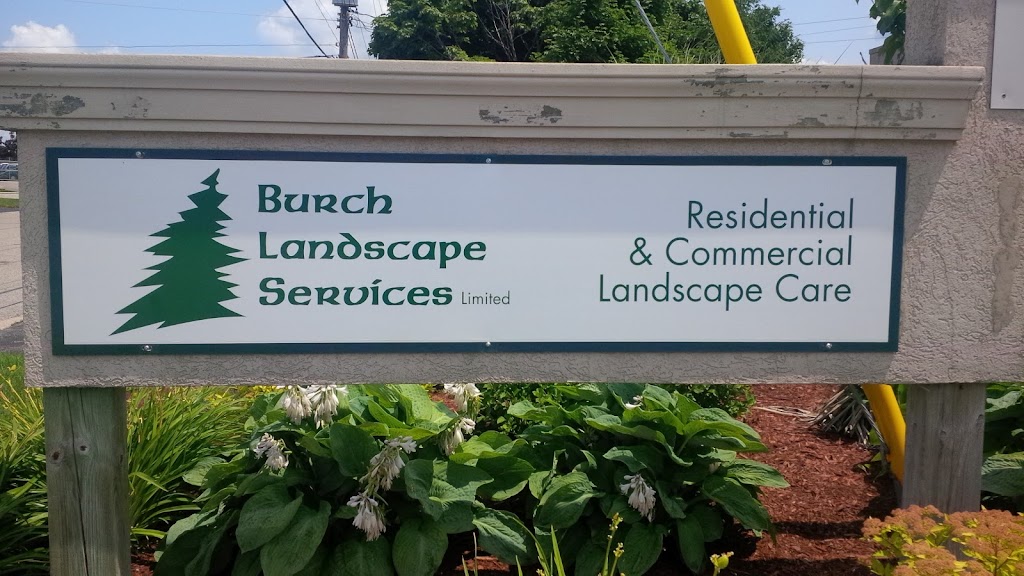 Burch
Landscape
Services Limited
Residential
& Commercial
Landscape Care